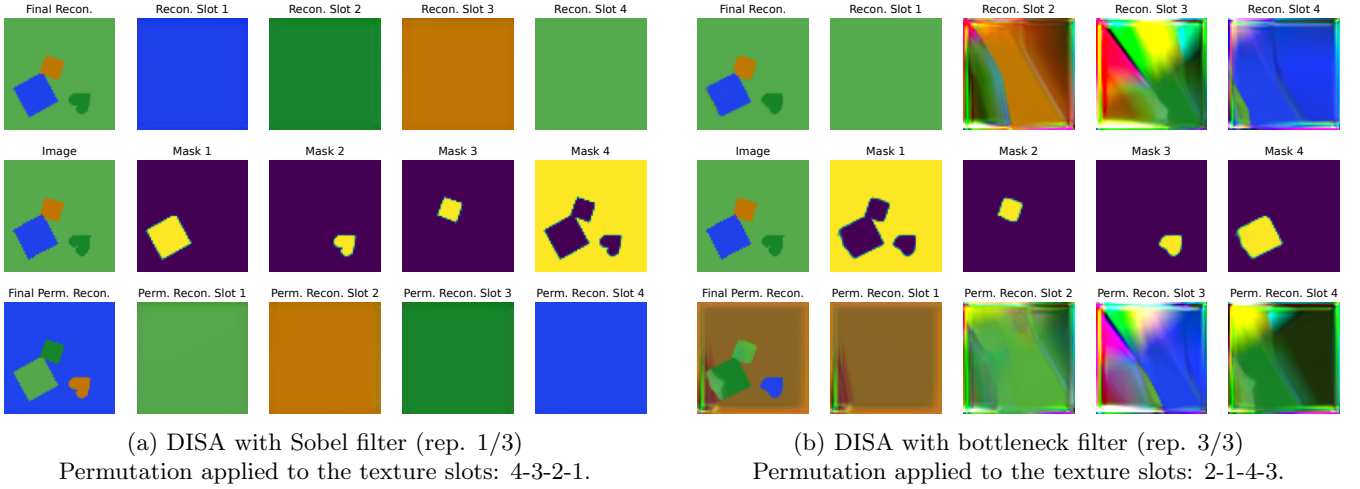 Final Recon. Recon. Slot 1 Recon. Slot 2 Recon. Slot 3 Recon. Slot 4
Image Mask 1 Mask 2 Mask 3 Mask 4
Final Perm. Recon. Perm. Recon. Slot 1 Perm. Recon. Slot 2 Perm. Recon. Slot 3 Perm. Recon. Slot 4
(a) DISA with Sobel filter (rep. 1/3)
Permutation applied to the texture slots: 4-3-2-1.
Final Recon. Recon. Slot 1 Recon. Slot 2 Recon. Slot 3 Recon. Slot 4
Image Mask 1 Mask 2 Mask 3 Mask 4
Final Perm. Recon. Perm. Recon. Slot 1 Perm. Recon. Slot 2 Perm. Recon. Slot 3 Perm. Recon. Slot 4
(b) DISA with bottleneck filter (rep. 3/3)
Permutation applied to the texture slots: 2-1-4-3.